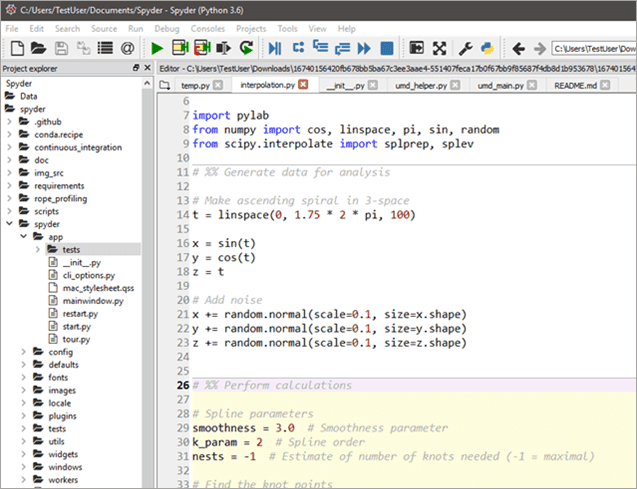 C:/Users/TestUser/Documents/Spyder - Spyder (Python 3.6)
File Edit Search Source Run Debug Consoles Projects Tools View Help
C:\Users\TestUser\Down
Project explorer
Editor - C:\Users\TestUser\Downloads\
Spyder
Data
spyder
.github
conda.recipe
continuous_integration
doc
img_src
requirements
rope_profiling
scripts
spyder
app
tests
__init__.py
cli_options.py
mac_stylesheet.qss
mainwindow.py
restart.py
start.py
tour.py
config
defaults
fonts
images
locale
plugins
tests
utils
widgets
windows
workers
temp.py interpolation.py __init__.py umd_helper.py umd_main.py README.md
6
7 import pylab
8 from numpy import cos, linspace, pi, sin, random
9 from scipy.interpolate import splprep, splev
10
11 # %% Generate data for analysis
12
13 # Make ascending spiral in 3-space
14 t = linspace(0, 1.75 * 2 * pi, 100)
15
16 x = sin(t)
17 y = cos(t)
18 z = t
19
20 # Add noise
21 x += random.normal(scale=0.1, size=x.shape)
22 y += random.normal(scale=0.1, size=y.shape)
23 z += random.normal(scale=0.1, size=z.shape)
24
25
26 # %% Perform calculations
27
28 # Spline parameters
29 smoothness = 3.0 # Smoothness parameter
30 k_param = 2 # Spline order
31 nests = -1 # Estimate of number of knots needed (-1 = maximal)
32
33 # Find the knot points